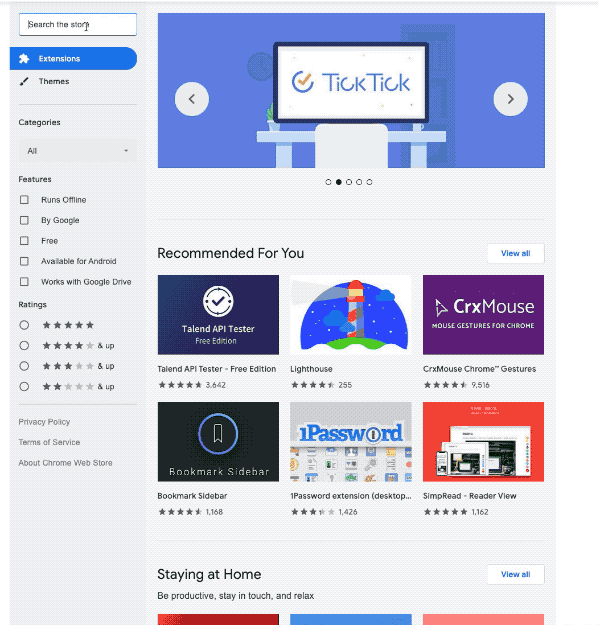 Search the store
Extensions
Themes
Categories
All
Features
Runs Offline
By Google
Free
Available for Android
Works with Google Drive
Ratings
& up
& up
& up
Privacy Policy
Terms of Service
About Chrome Web Store
TickTick
Recommended For You
View all
Talend API Tester
Free Edition
CrxMouse
MOUSE GESTURES FOR CHROME
Talend API Tester - Free Edition
3,642
Lighthouse
255
CrxMouse Chrome™ Gestures
9,516
Bookmark Sidebar
1Password
Bookmark Sidebar
1,168
1Password extension (desktop...
1,426
SimpRead - Reader View
1,162
Staying at Home
View all
Be productive, stay in touch, and relax